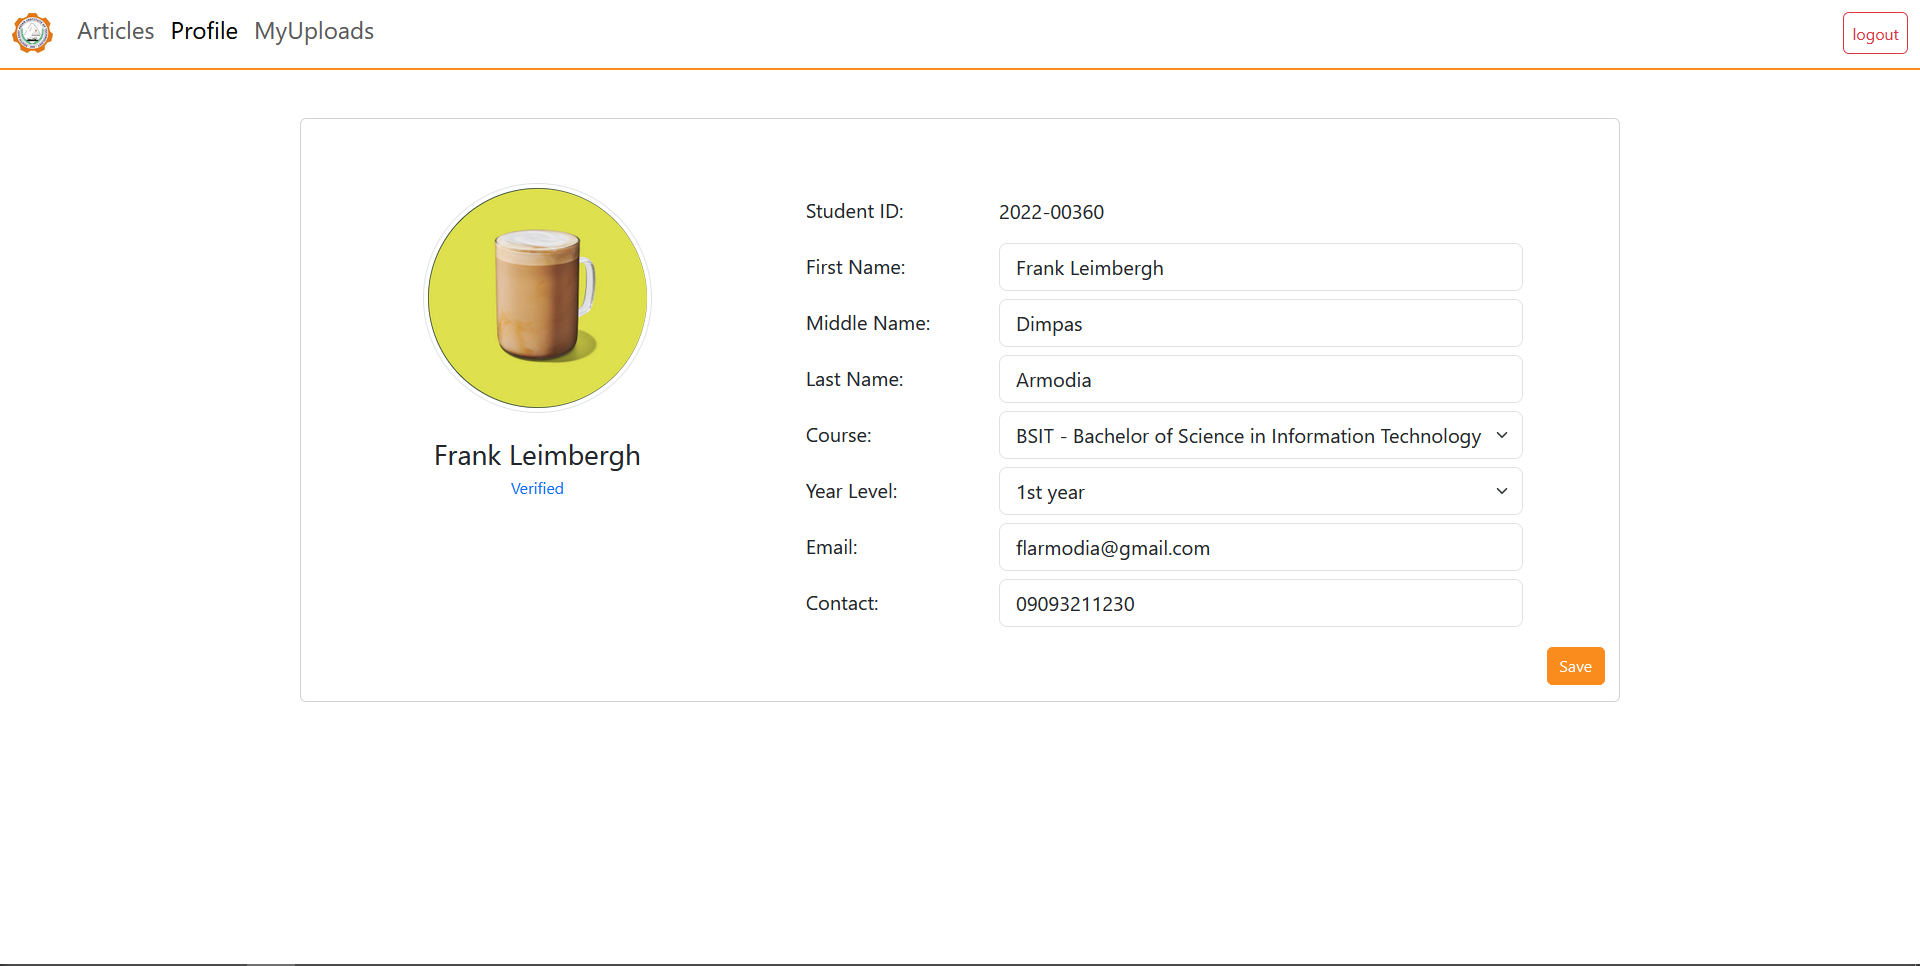 Articles Profile MyUploads logout
Frank Leimbergh
Verified
Student ID: 2022-00360
First Name: Frank Leimbergh
Middle Name: Dimpas
Last Name: Armodia
Course: BSIT - Bachelor of Science in Information Technology
Year Level: 1st year
Email: flarmodia@gmail.com
Contact: 09093211230
Save